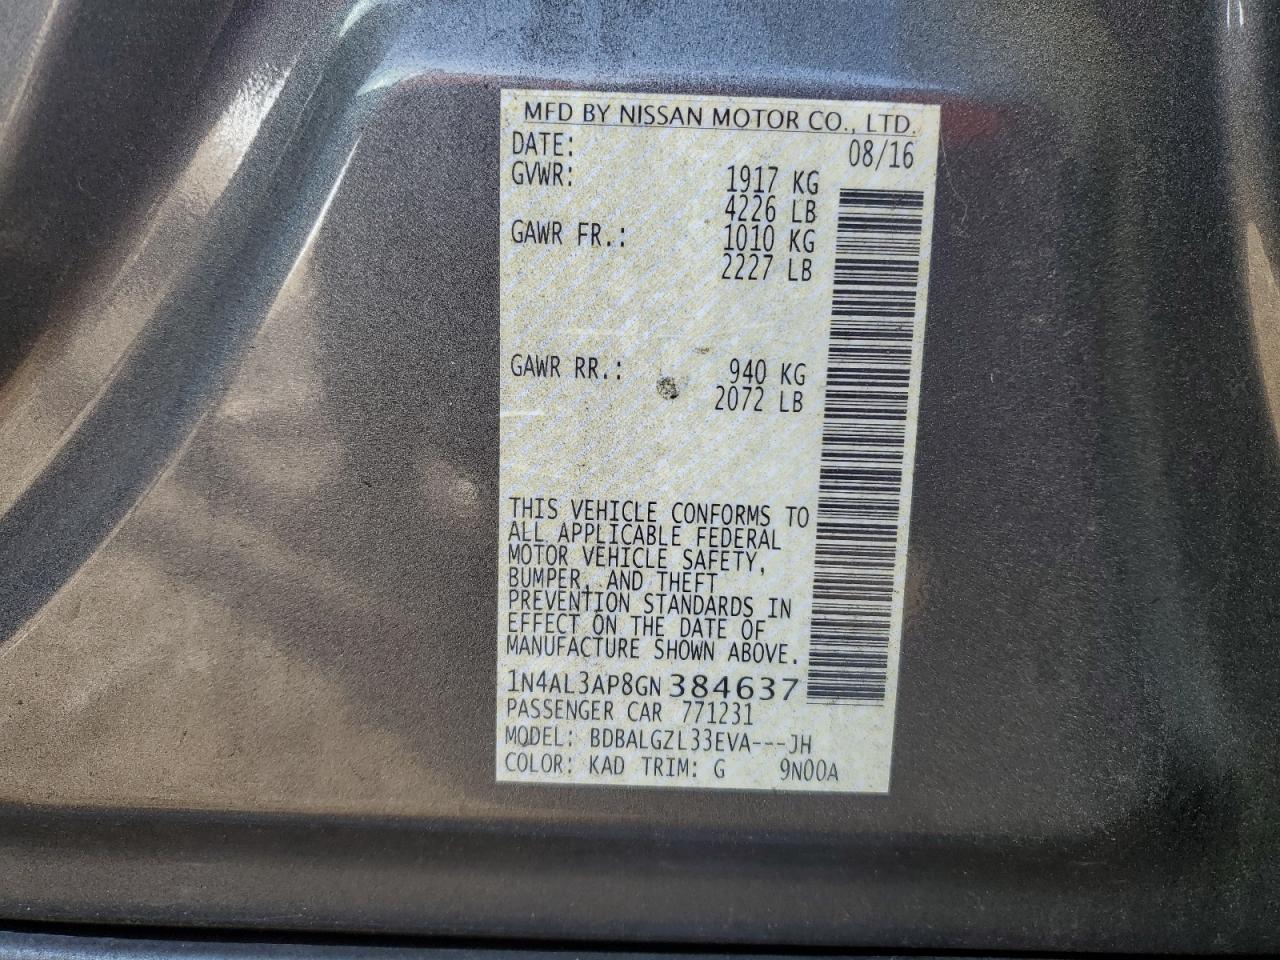 MFD BY NISSAN MOTOR CO., LTD.
DATE: 08/16
GVWR: 1917 KG
4226 LB
GAWR FR.: 1010 KG
2227 LB
GAWR RR.: 940 KG
2072 LB
THIS VEHICLE CONFORMS TO
ALL APPLICABLE FEDERAL
MOTOR VEHICLE SAFETY,
BUMPER, AND THEFT
PREVENTION STANDARDS IN
EFFECT ON THE DATE OF
MANUFACTURE SHOWN ABOVE.
1N4AL3AP8GN384637
PASSENGER CAR 771231
MODEL: BDBALGZL33EVA---JH
COLOR: KAD TRIM: G 9N00A